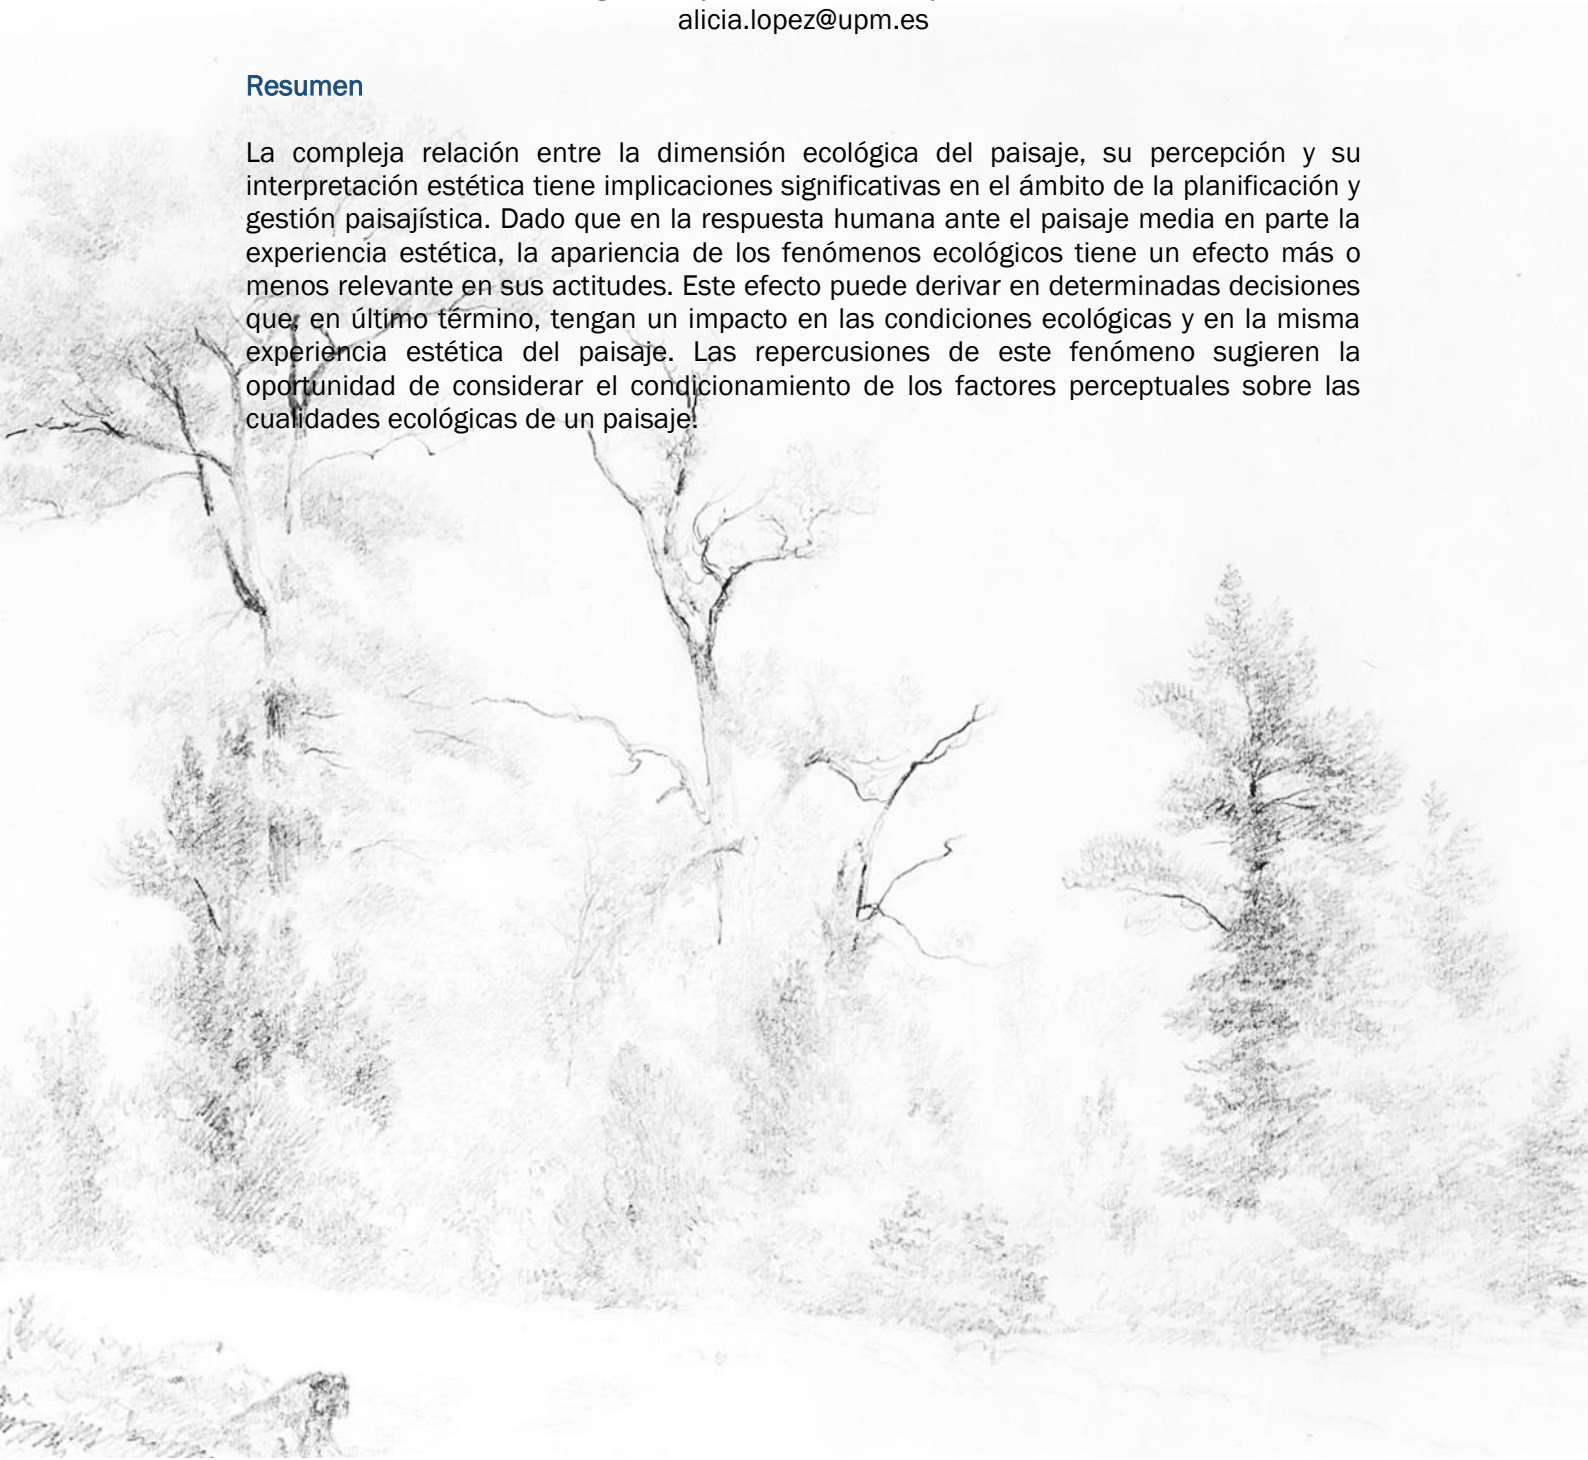 alicia.lopez@upm.es
Resumen
La compleja relación entre la dimensión ecológica del paisaje, su percepción y su
interpretación estética tiene implicaciones significativas en el ámbito de la planificación y
gestión paisajística. Dado que en la respuesta humana ante el paisaje media en parte la
experiencia estética, la apariencia de los fenómenos ecológicos tiene un efecto más o
menos relevante en sus actitudes. Este efecto puede derivar en determinadas decisiones
que, en último término, tengan un impacto en las condiciones ecológicas y en la misma
experiencia estética del paisaje. Las repercusiones de este fenómeno sugieren la
oportunidad de considerar el condicionamiento de los factores perceptuales sobre las
cualidades ecológicas de un paisaje.